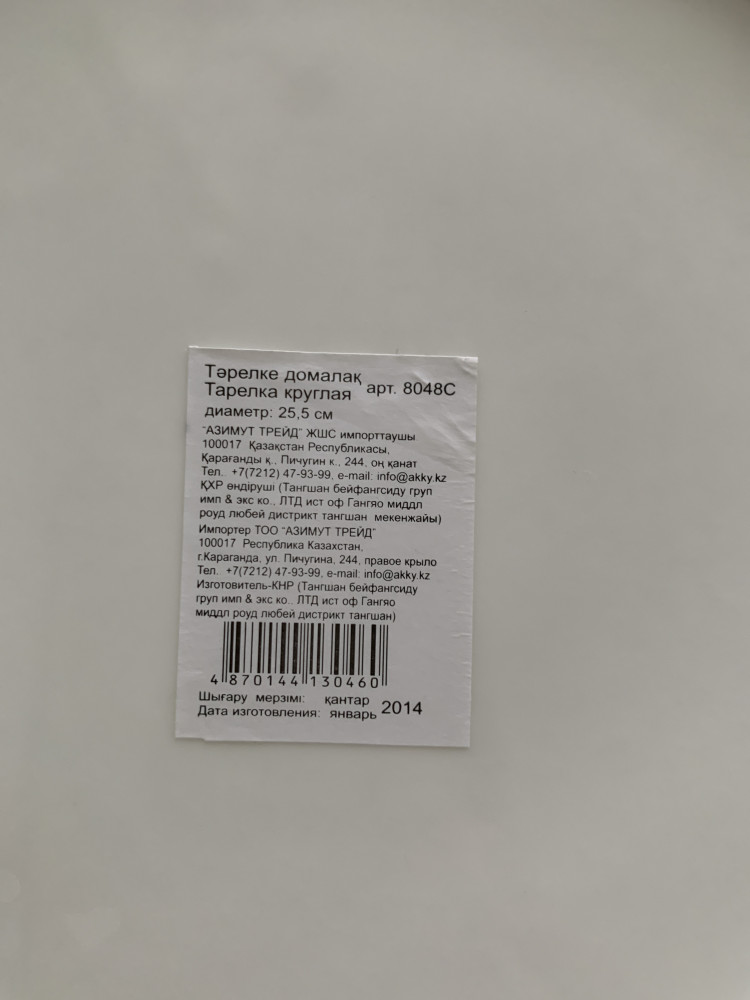 Тәрелке домалақ
Тарелка круглая арт. 8048С
диаметр: 25,5 см
"АЗИМУТ ТРЕЙД" ЖШС импорттаушы
100017 Қазақстан Республикасы,
Қарағанды қ., Пичугин к., 244, оң қанат
Тел. +7(7212) 47-93-99, e-mail: info@akky.kz
ҚХР өндіруші (Тангшан бейфангсиду груп
имп & экс ко., ЛТД ист оф Гангяо миддл
роуд любей дистрикт тангшан мекенжайы)
Импортер ТОО "АЗИМУТ ТРЕЙД"
100017 Республика Казахстан,
г.Караганда, ул. Пичугина, 244, правое крыло
Тел. +7(7212) 47-93-99, e-mail: info@akky.kz
Изготовитель-КНР (Тангшан бейфангсиду
груп имп & экс ко.. ЛТД ист оф Гангяо
миддл роуд любей дистрикт тангшан)
4 870144 130460
Шығару мерзімі: қантар
Дата изготовления: январь 2014